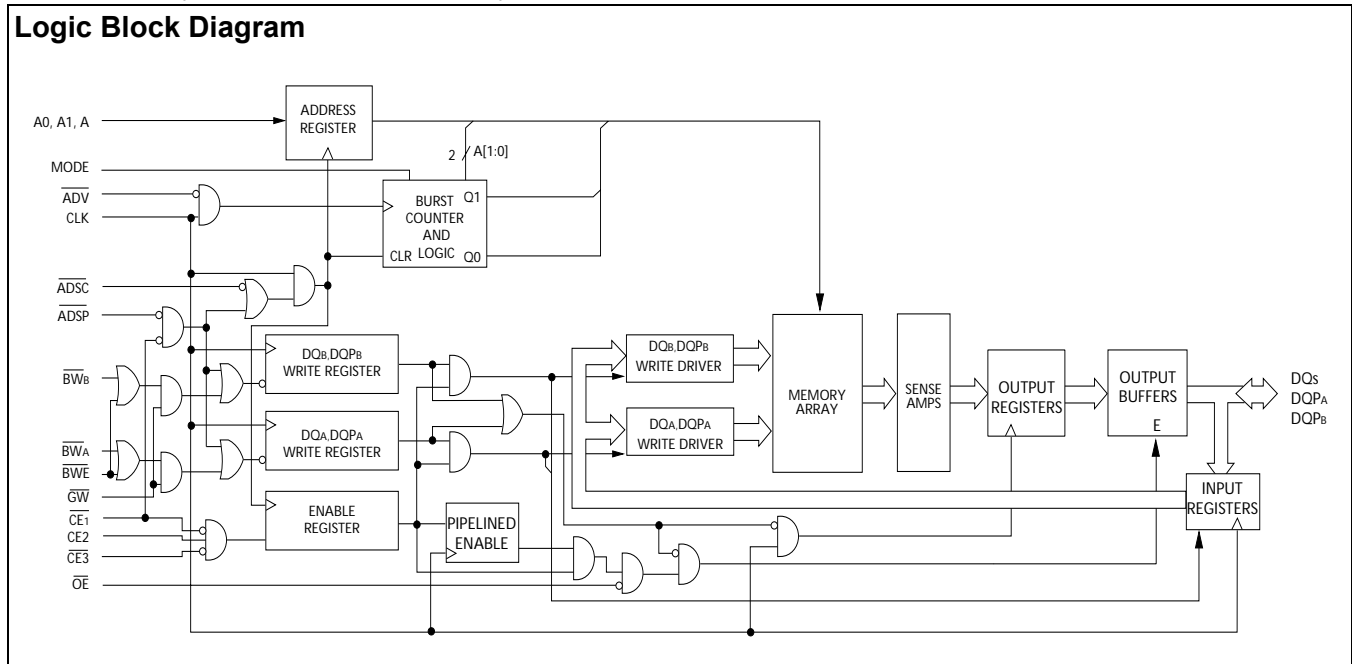 Logic Block Diagram
A0, A1, A
ADDRESS
REGISTER
MODE
2
A[1:0]
ADV
CLK
BURST
COUNTER
AND
LOGIC
Q1
CLR
Q0
ADSC
ADSP
BWB
BWA
BWE
GW
CE1
CE2
CE3
OE
DQB,DQPB
WRITE REGISTER
DQA,DQPA
WRITE REGISTER
ENABLE
REGISTER
PIPELINED
ENABLE
DQB,DQPB
WRITE DRIVER
DQA,DQPA
WRITE DRIVER
MEMORY
ARRAY
SENSE
AMPS
OUTPUT
REGISTERS
OUTPUT
BUFFERS
E
INPUT
REGISTERS
DQs
DQPA
DQPB